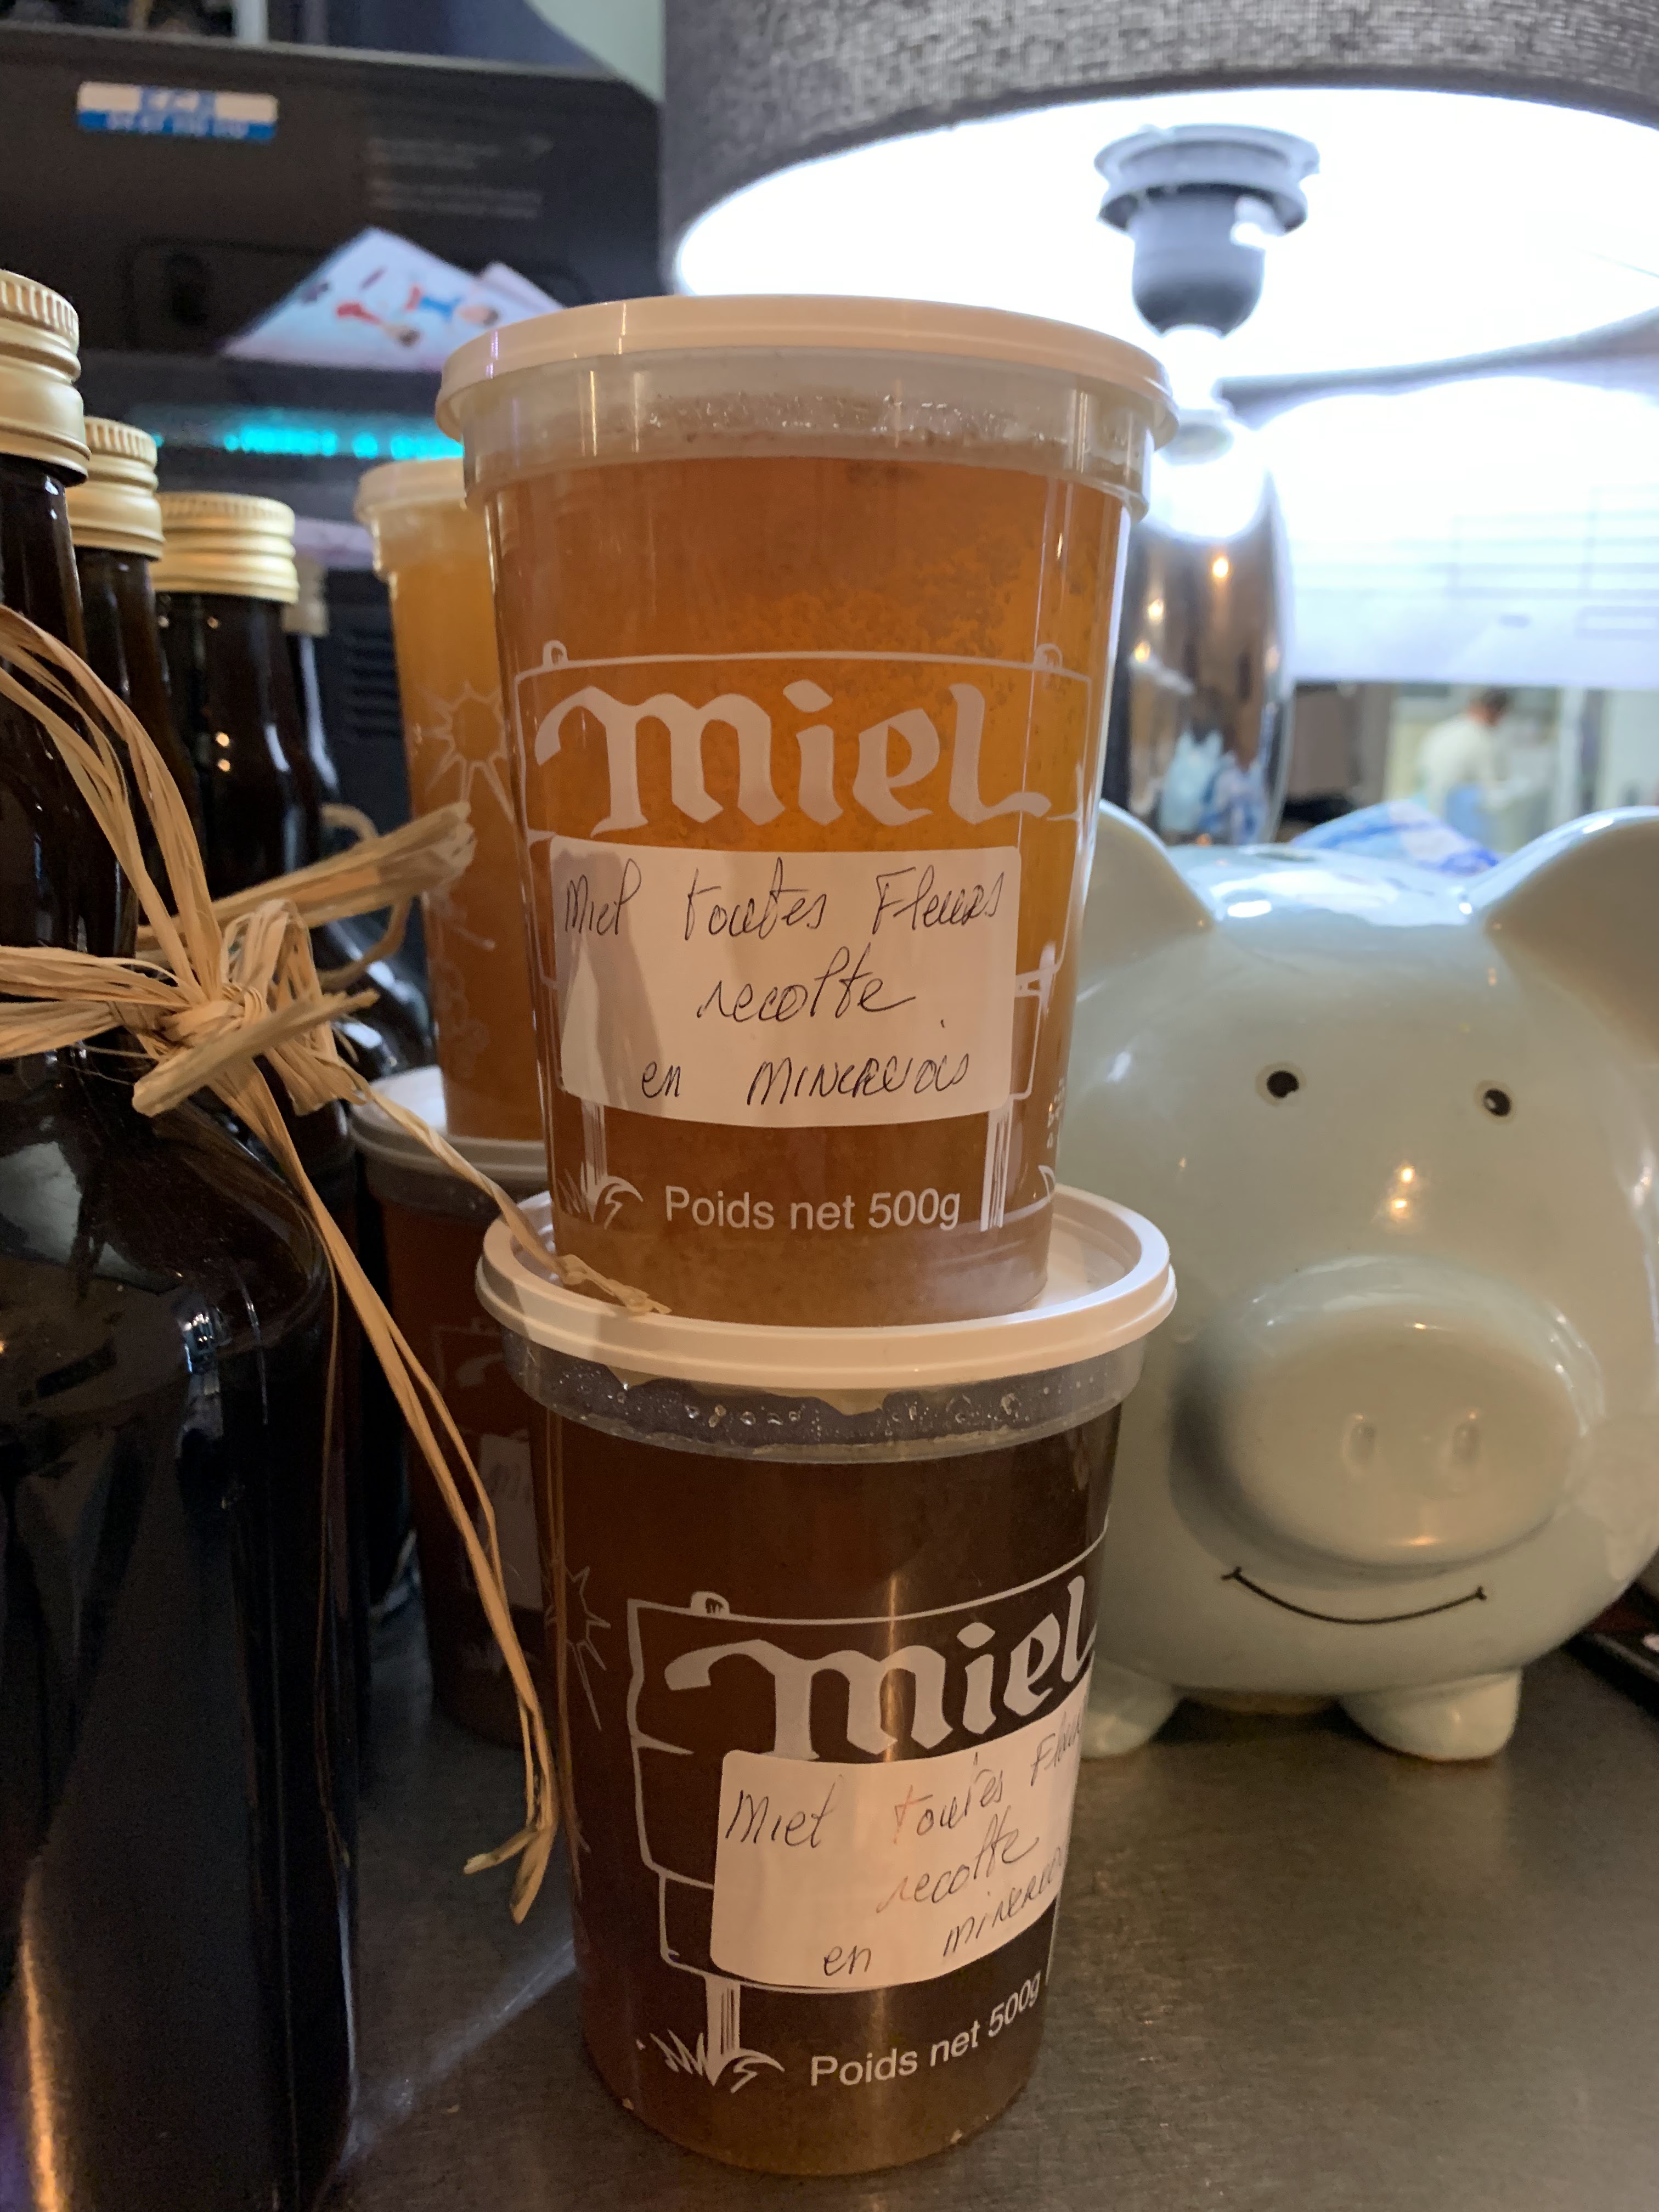 Miel
Miel toutes Fleurs
recolte
en MINERVOIS
Poids net 500g
Miel
Miel toutes
recolte
en
Poids net 500g